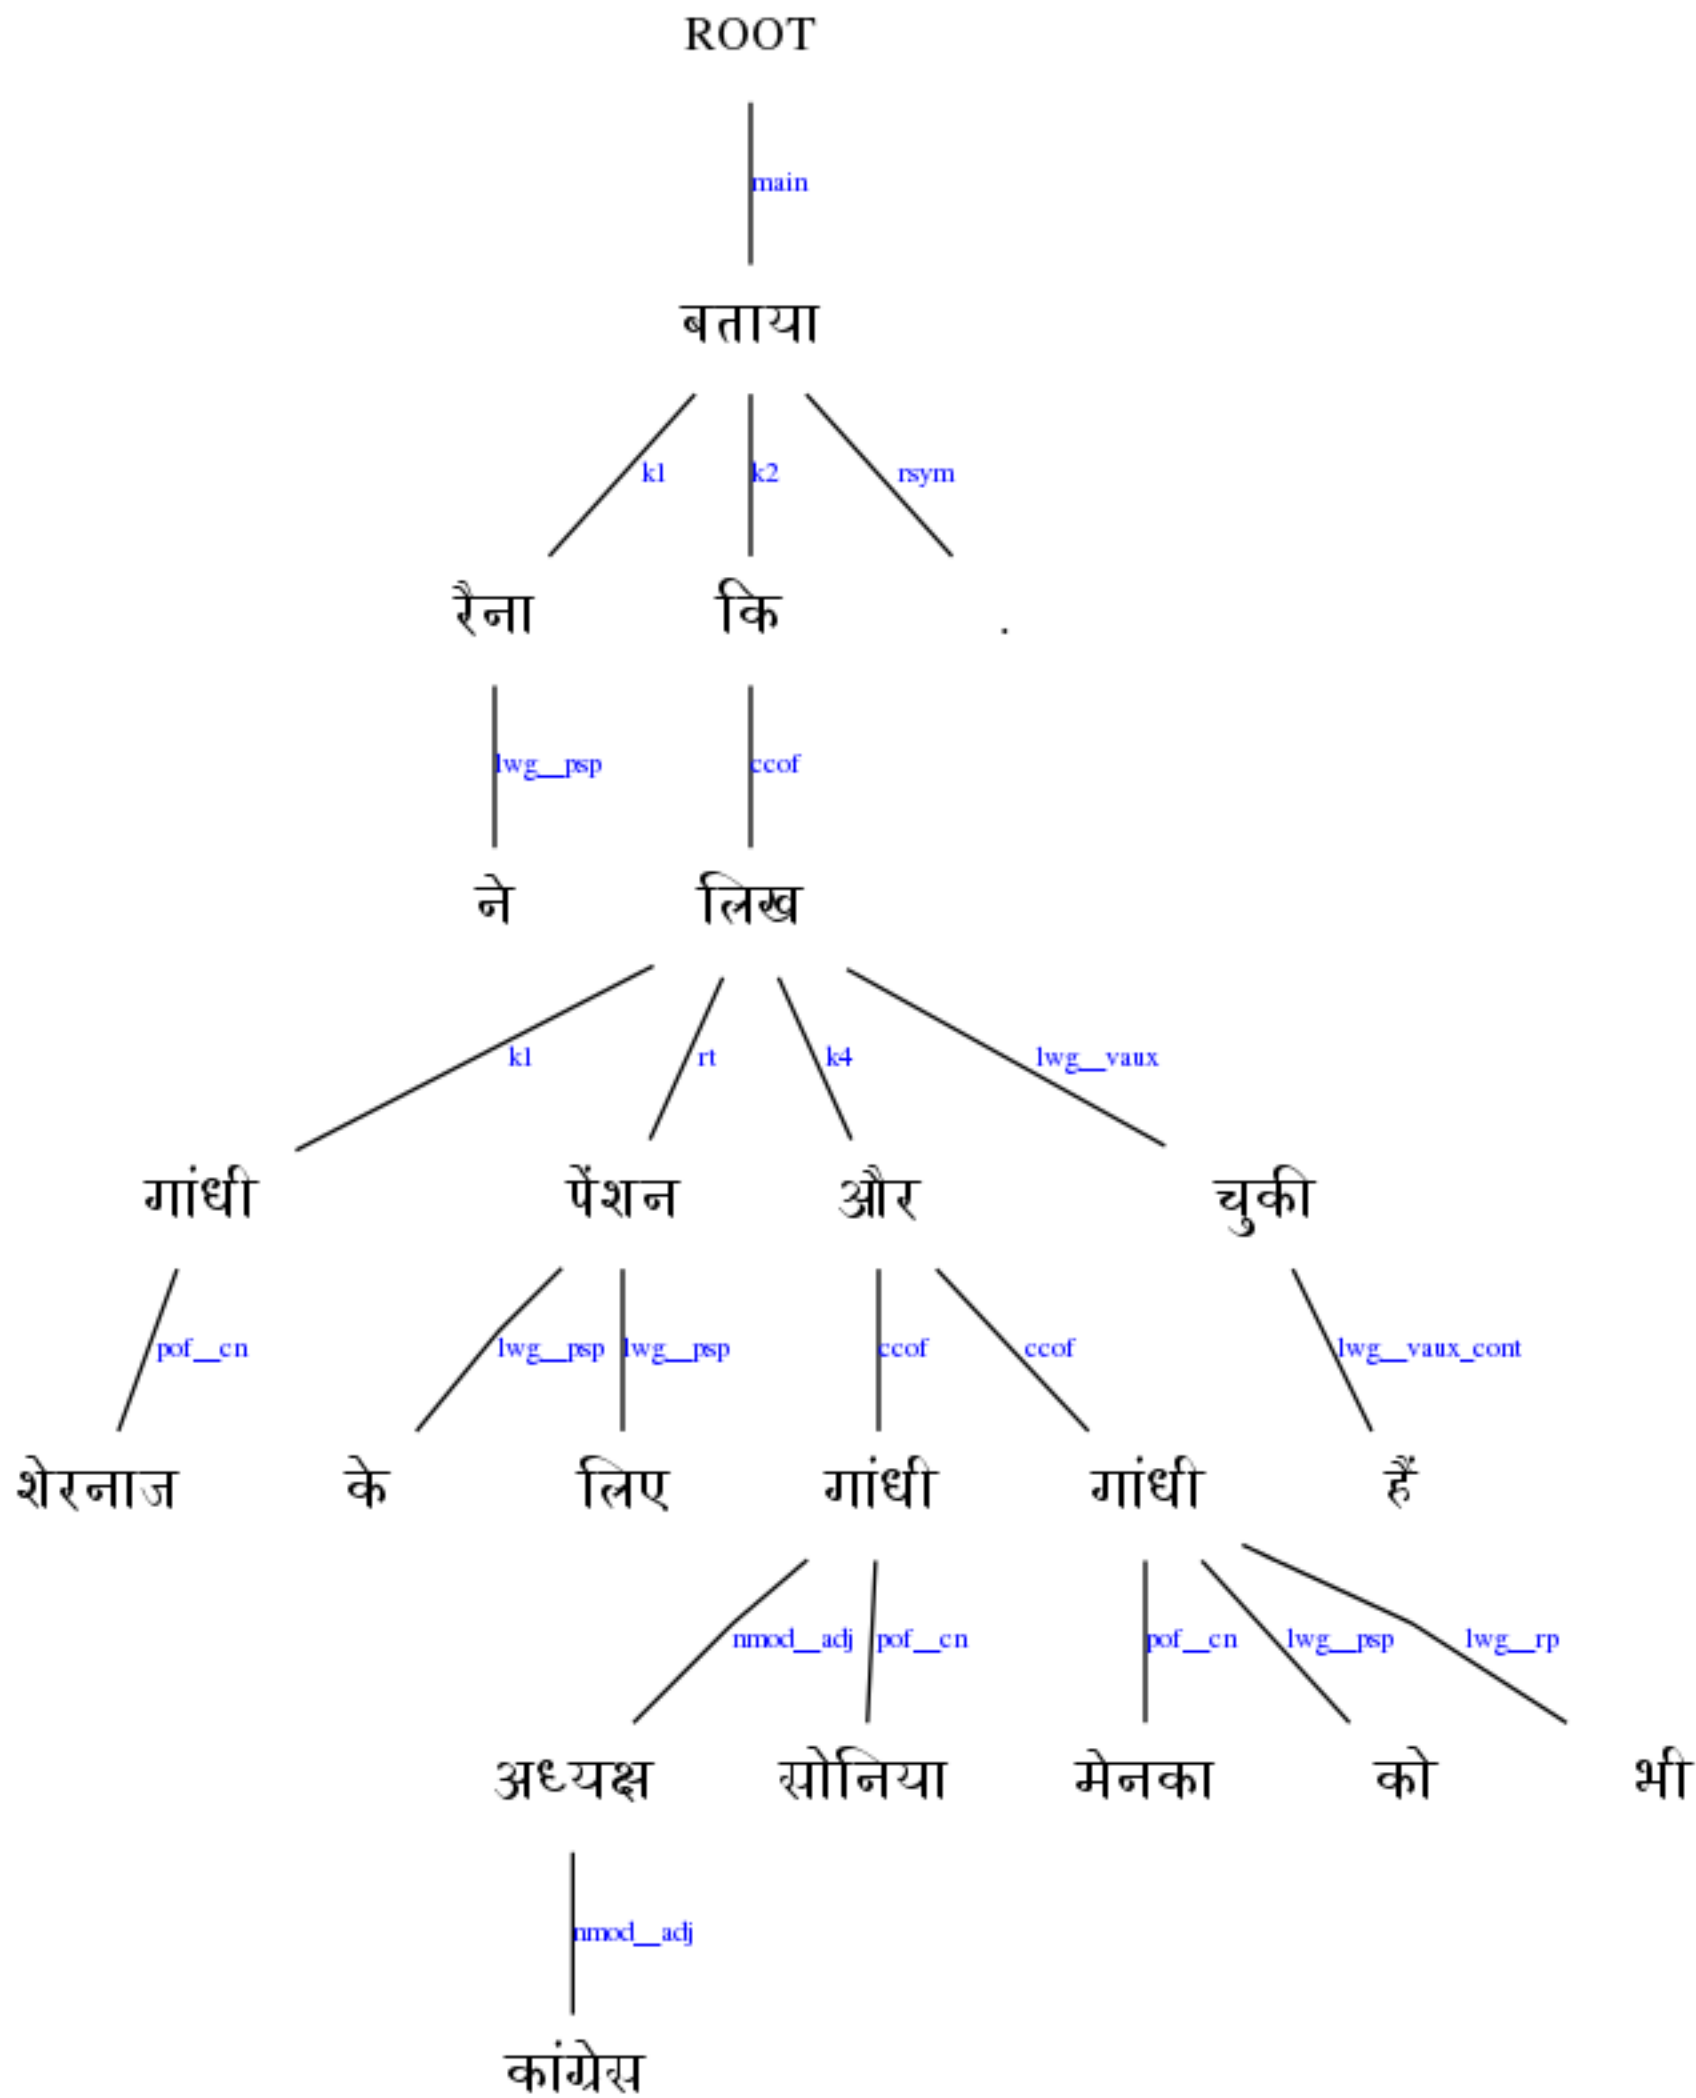 ROOT
main
बताया
k1 k2 rsym
रैना कि .
lwg__psp ccof
ने लिख
k1 rt k4 lwg__vaux
गांधी पेंशन और चुकी
pof__cn lwg__psp lwg__psp ccof ccof lwg__vaux_cont
शेरनाज के लिए गांधी गांधी हैं
nmod__adj pof__cn pof__cn lwg__psp lwg__rp
अध्यक्ष सोनिया मेनका को भी
nmod__adj
कांग्रेस